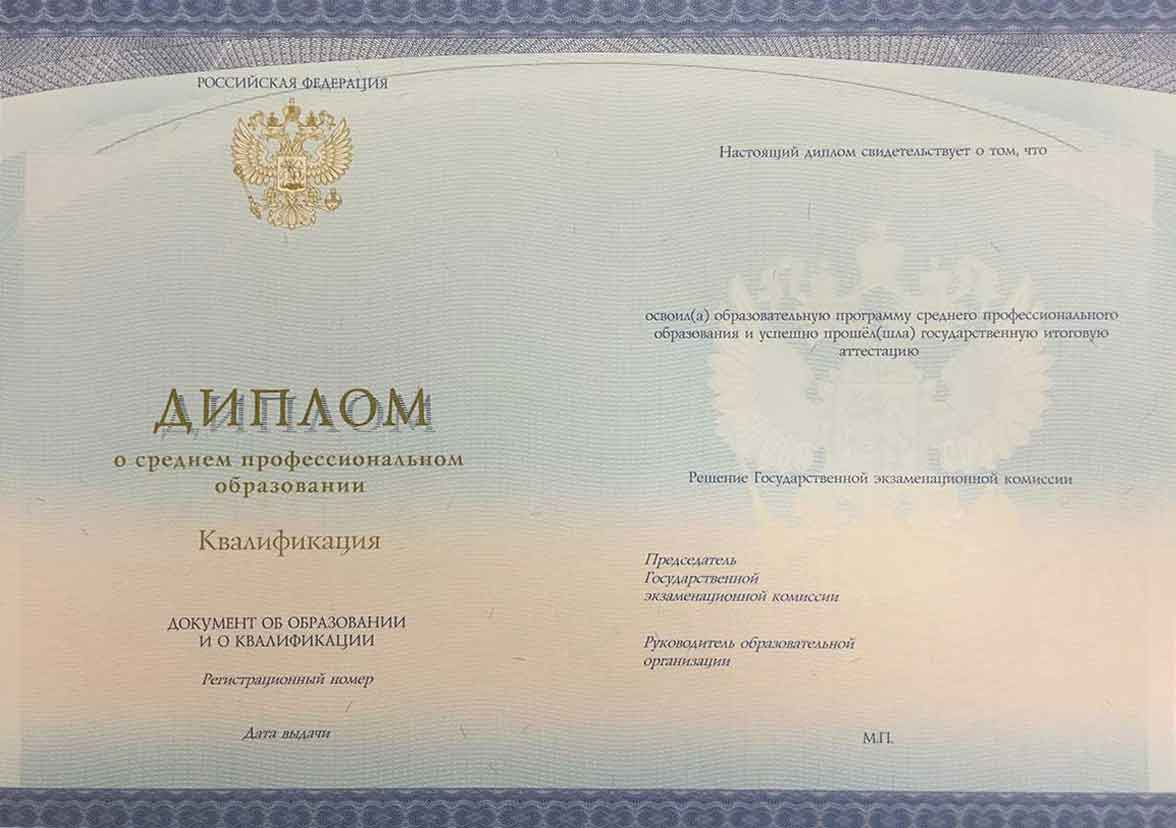 РОССИЙСКАЯ ФЕДЕРАЦИЯ
ДИПЛОМ
о среднем профессиональном
образовании
Квалификация
ДОКУМЕНТ ОБ ОБРАЗОВАНИИ
И О КВАЛИФИКАЦИИ
Регистрационный номер
Дата выдачи
Настоящий диплом свидетельствует о том, что
освоил(а) образовательную программу среднего профессионального
образования и успешно прошёл(шла) государственную итоговую
аттестацию
Решение Государственной экзаменационной комиссии
Председатель
Государственной
экзаменационной комиссии
Руководитель образовательной
организации
М.П.